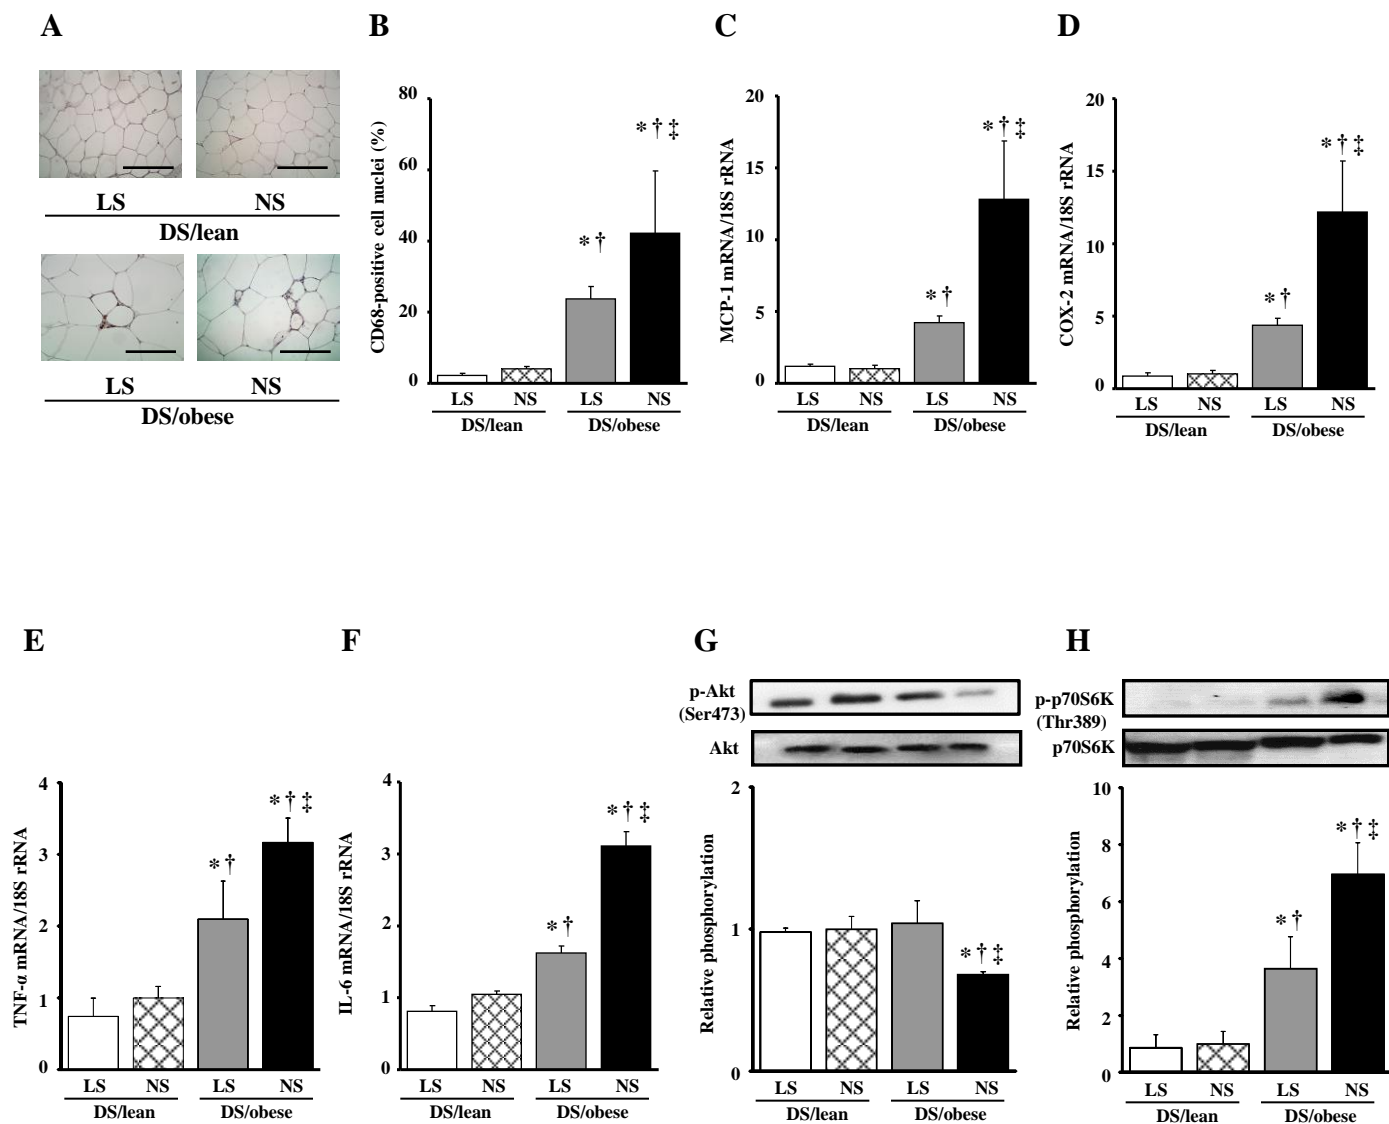 A
LS NS
DS/lean
LS NS
DS/obese
B
CD68-positive cell nuclei (%)
80
60
40
20
0
* †
* † ‡
LS NS LS NS
DS/lean DS/obese
C
MCP-1 mRNA/18S rRNA
20
15
10
5
0
* †
* † ‡
LS NS LS NS
DS/lean DS/obese
D
COX-2 mRNA/18S rRNA
20
15
10
5
0
* †
* † ‡
LS NS LS NS
DS/lean DS/obese
E
TNF-α mRNA/18S rRNA
4
3
2
1
0
* †
* † ‡
LS NS LS NS
DS/lean DS/obese
F
IL-6 mRNA/18S rRNA
4
3
2
1
0
* †
* † ‡
LS NS LS NS
DS/lean DS/obese
G
p-Akt
(Ser473)
Akt
Relative phosphorylation
2
1
0
* † ‡
LS NS LS NS
DS/lean DS/obese
H
p-p70S6K
(Thr389)
p70S6K
Relative phosphorylation
10
8
6
4
2
0
* †
* † ‡
LS NS LS NS
DS/lean DS/obese